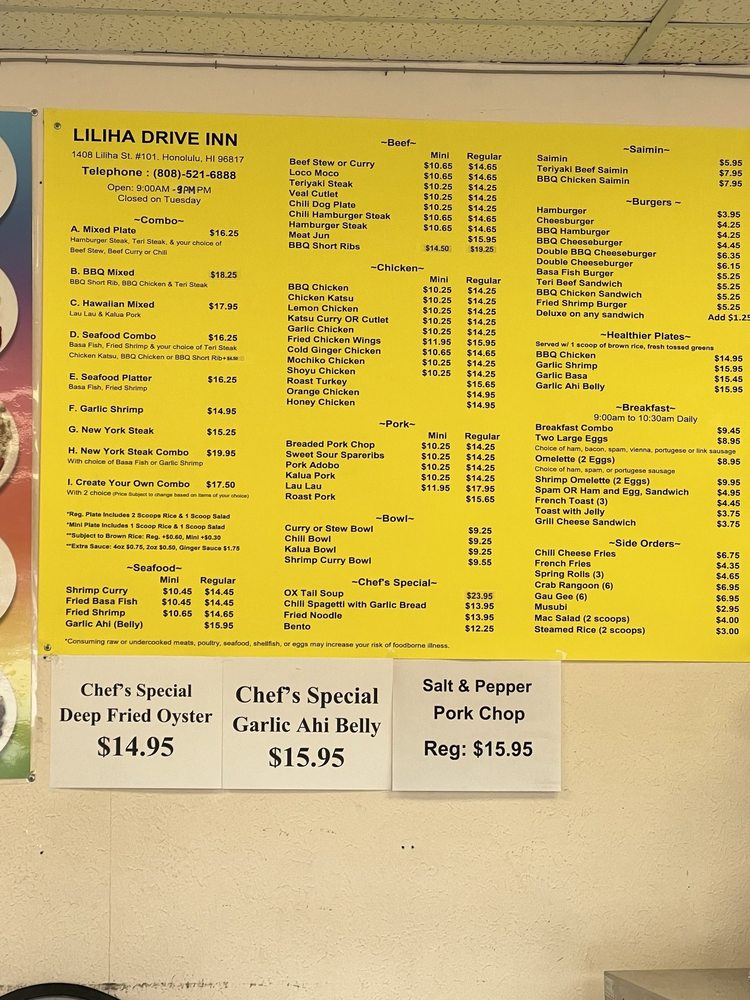 LILIHA DRIVE INN
1408 Liliha St. #101. Honolulu, HI 96817
Telephone : (808)-521-6888
Open: 9:00AM - PM
Closed on Tuesday
~Combo~
A. Mixed Plate $16.25
Hamburger Steak, Teri Steak, & your choice of
Beef Stew, Beef Curry or Chili
B. BBQ Mixed $18.25
BBQ Short Rib, BBQ Chicken & Teri Steak
C. Hawaiian Mixed $17.95
Lau Lau & Kalua Pork
D. Seafood Combo $16.25
Basa Fish, Fried Shrimp & your choice of Teri Steak
Chicken Katsu, BBQ Chicken or BBQ Short Rib
E. Seafood Platter $16.25
Basa Fish, Fried Shrimp
F. Garlic Shrimp $14.95
G. New York Steak $15.25
H. New York Steak Combo $19.95
With choice of Basa Fish or Garlic Shrimp
I. Create Your Own Combo $17.50
With 2 choice (Price Subject to change based on items of your choice)
*Reg. Plate Includes 2 Scoops Rice & 1 Scoop Salad
*Mini Plate Includes 1 Scoop Rice & 1 Scoop Salad
**Subject to Brown Rice: Reg. +$0.60, Mini +$0.30
**Extra Sauce: 4oz $0.75, 2oz $0.50, Ginger Sauce $1.75
~Seafood~
Mini Regular
Shrimp Curry $10.45 $14.45
Fried Basa Fish $10.45 $14.45
Fried Shrimp $10.65 $14.65
Garlic Ahi (Belly) $15.95
~Beef~
Mini Regular
Beef Stew or Curry $10.65 $14.65
Loco Moco $10.65 $14.65
Teriyaki Steak $10.25 $14.25
Veal Cutlet $10.25 $14.25
Chili Dog Plate $10.25 $14.25
Chili Hamburger Steak $10.65 $14.65
Hamburger Steak $10.65 $14.65
Meat Jun $15.95
BBQ Short Ribs $14.50 $19.25
~Chicken~
Mini Regular
BBQ Chicken $10.25 $14.25
Chicken Katsu $10.25 $14.25
Lemon Chicken $10.25 $14.25
Katsu Curry OR Cutlet $10.25 $14.25
Garlic Chicken $10.25 $14.25
Fried Chicken Wings $11.95 $15.95
Cold Ginger Chicken $10.65 $14.65
Mochiko Chicken $10.25 $14.25
Shoyu Chicken $10.25 $14.25
Roast Turkey $15.65
Orange Chicken $14.95
Honey Chicken $14.95
~Pork~
Mini Regular
Breaded Pork Chop $10.25 $14.25
Sweet Sour Spareribs $10.25 $14.25
Pork Adobo $10.25 $14.25
Kalua Pork $10.25 $14.25
Lau Lau $11.95 $17.95
Roast Pork $15.65
~Bowl~
Curry or Stew Bowl $9.25
Chili Bowl $9.25
Kalua Bowl $9.25
Shrimp Curry Bowl $9.55
~Chef's Special~
OX Tail Soup $23.95
Chili Spagetti with Garlic Bread $13.95
Fried Noodle $13.95
Bento $12.25
~Saimin~
Saimin $5.95
Teriyaki Beef Saimin $7.95
BBQ Chicken Saimin $7.95
~Burgers ~
Hamburger $3.95
Cheesburger $4.25
BBQ Hamburger $4.25
BBQ Cheeseburger $4.45
Double BBQ Cheeseburger $6.35
Double Cheeseburger $6.15
Basa Fish Burger $5.25
Teri Beef Sandwich $5.25
BBQ Chicken Sandwich $5.25
Fried Shrimp Burger $5.25
Deluxe on any sandwich Add $1.25
~Healthier Plates~
Served w/ 1 scoop of brown rice, fresh tossed greens
BBQ Chicken $14.95
Garlic Shrimp $15.95
Garlic Basa $15.45
Garlic Ahi Belly $15.95
~Breakfast~
9:00am to 10:30am Daily
Breakfast Combo $9.45
Two Large Eggs $8.95
Choice of ham, bacon, spam, vienna, portugese or link sausage
Omelette (2 Eggs) $8.95
Choice of ham, spam, or portugese sausage
Shrimp Omelette (2 Eggs) $9.95
Spam OR Ham and Egg, Sandwich $4.95
French Toast (3) $4.45
Toast with Jelly $3.75
Grill Cheese Sandwich $3.75
~Side Orders~
Chili Cheese Fries $6.75
French Fries $4.35
Spring Rolls (3) $4.65
Crab Rangoon (6) $6.95
Gau Gee (6) $6.95
Musubi $2.95
Mac Salad (2 scoops) $4.00
Steamed Rice (2 scoops) $3.00
*Consuming raw or undercooked meats, poultry, seafood, shellfish, or eggs may increase your risk of foodborne illness.
Chef's Special
Deep Fried Oyster
$14.95
Chef's Special
Garlic Ahi Belly
$15.95
Salt & Pepper
Pork Chop
Reg: $15.95